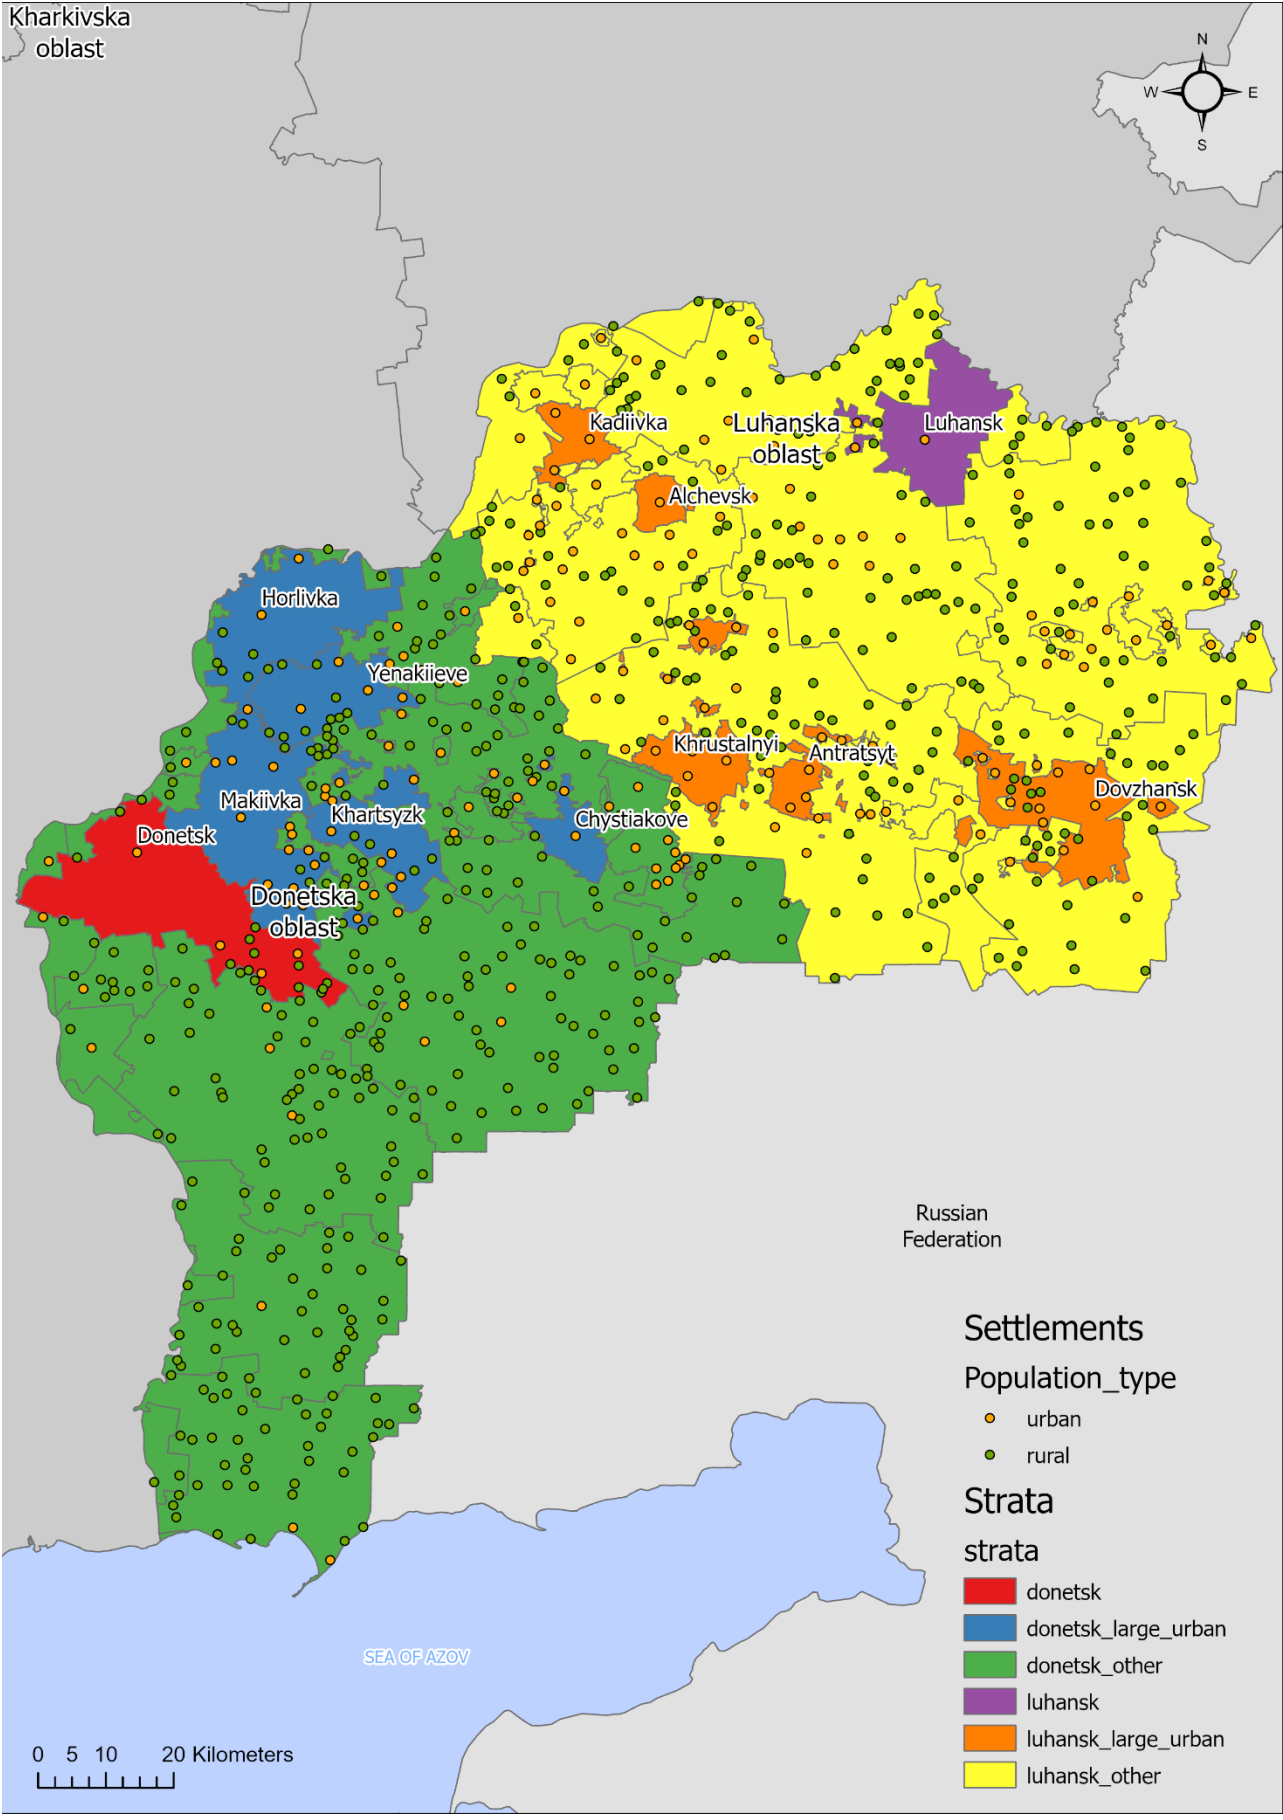 Kharkivska
oblast
N
W
E
S
Kadiivka
Luhanska
oblast
Luhansk
Alchevsk
Horlivka
Yenakiieve
Khrustalnyi
Antratsyt
Dovzhansk
Makiivka
Khartsyzk
Chystiakove
Donetsk
Donetska
oblast
Russian
Federation
Settlements
Population_type
urban
rural
Strata
strata
donetsk
donetsk_large_urban
donetsk_other
luhansk
luhansk_large_urban
luhansk_other
SEA OF AZOV
0 5 10 20 Kilometers